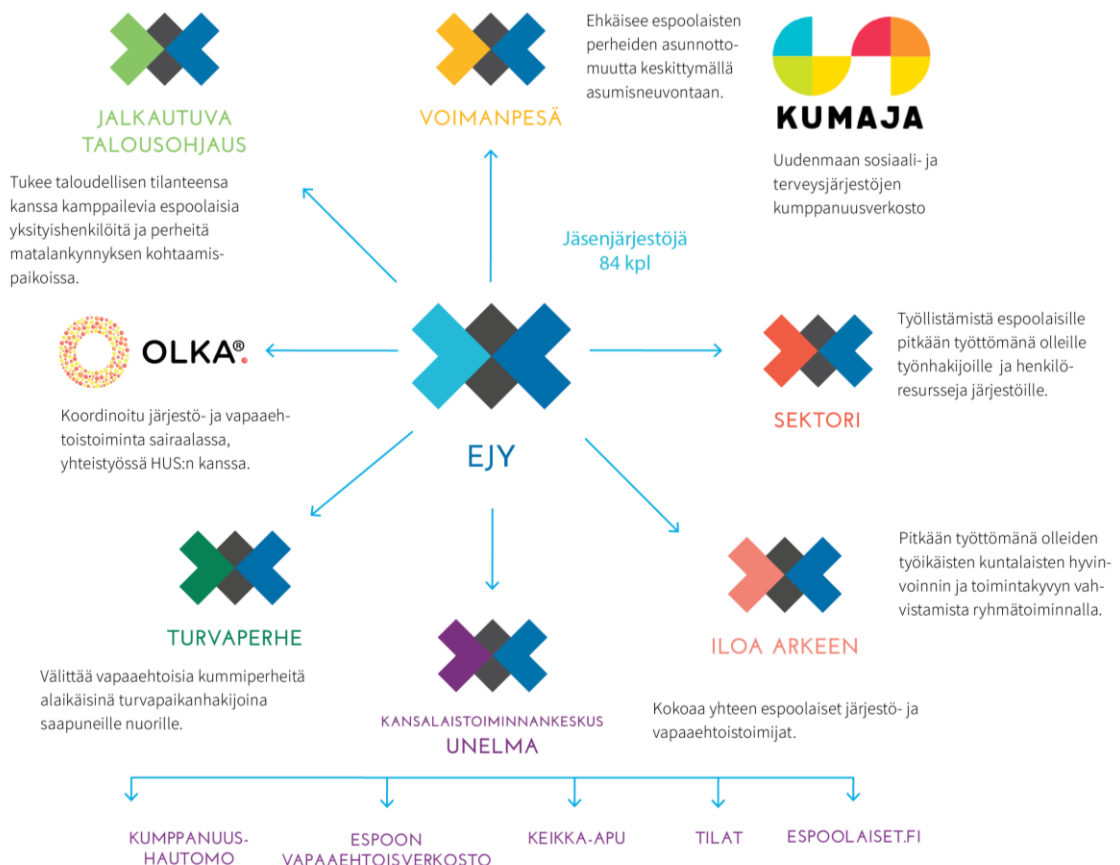 JALKAUTUVA
TALOUSOHJAUS
Tukee taloudellisen tilanteensa
kanssa kamppailevia espoolaisia
yksityishenkilöitä ja perheitä
matalankynnyksen kohtaamis-
paikoissa.
VOIMANPESÄ
Ehkäisee espoolaisten
perheiden asunnotto-
muutta keskittymällä
asumisneuvontaan.
KUMAJA
Uudenmaan sosiaali- ja
terveysjärjestöjen
kumppanuusverkosto
Jäsenjärjestöjä
84 kpl
OLKA®.
Koordinoitu järjestö- ja vapaaeh-
toistoiminta sairaalassa,
yhteistyössä HUS:n kanssa.
EJY
SEKTORI
Työllistämistä espoolaisille
pitkään työttömänä olleille
työnhakijoille ja henkilö-
resursseja järjestöille.
TURVAPERHE
Välittää vapaaehtoisia kummiperheitä
alaikäisinä turvapaikanhakijoina
saapuneille nuorille.
ILOA ARKEEN
Pitkään työttömänä olleiden
työikäisten kuntalaisten hyvin-
voinnin ja toimintakyvyn vah-
vistamista ryhmätoiminnalla.
KANSALAISTOIMINNANKESKUS
UNELMA
Kokoaa yhteen espoolaiset järjestö- ja
vapaaehtoistoimijat.
KUMPPANUUS-
HAUTOMO
ESPOON
VAPAAEHTOISVERKOSTO
KEIKKA-APU
TILAT
ESPOOLAISET.FI